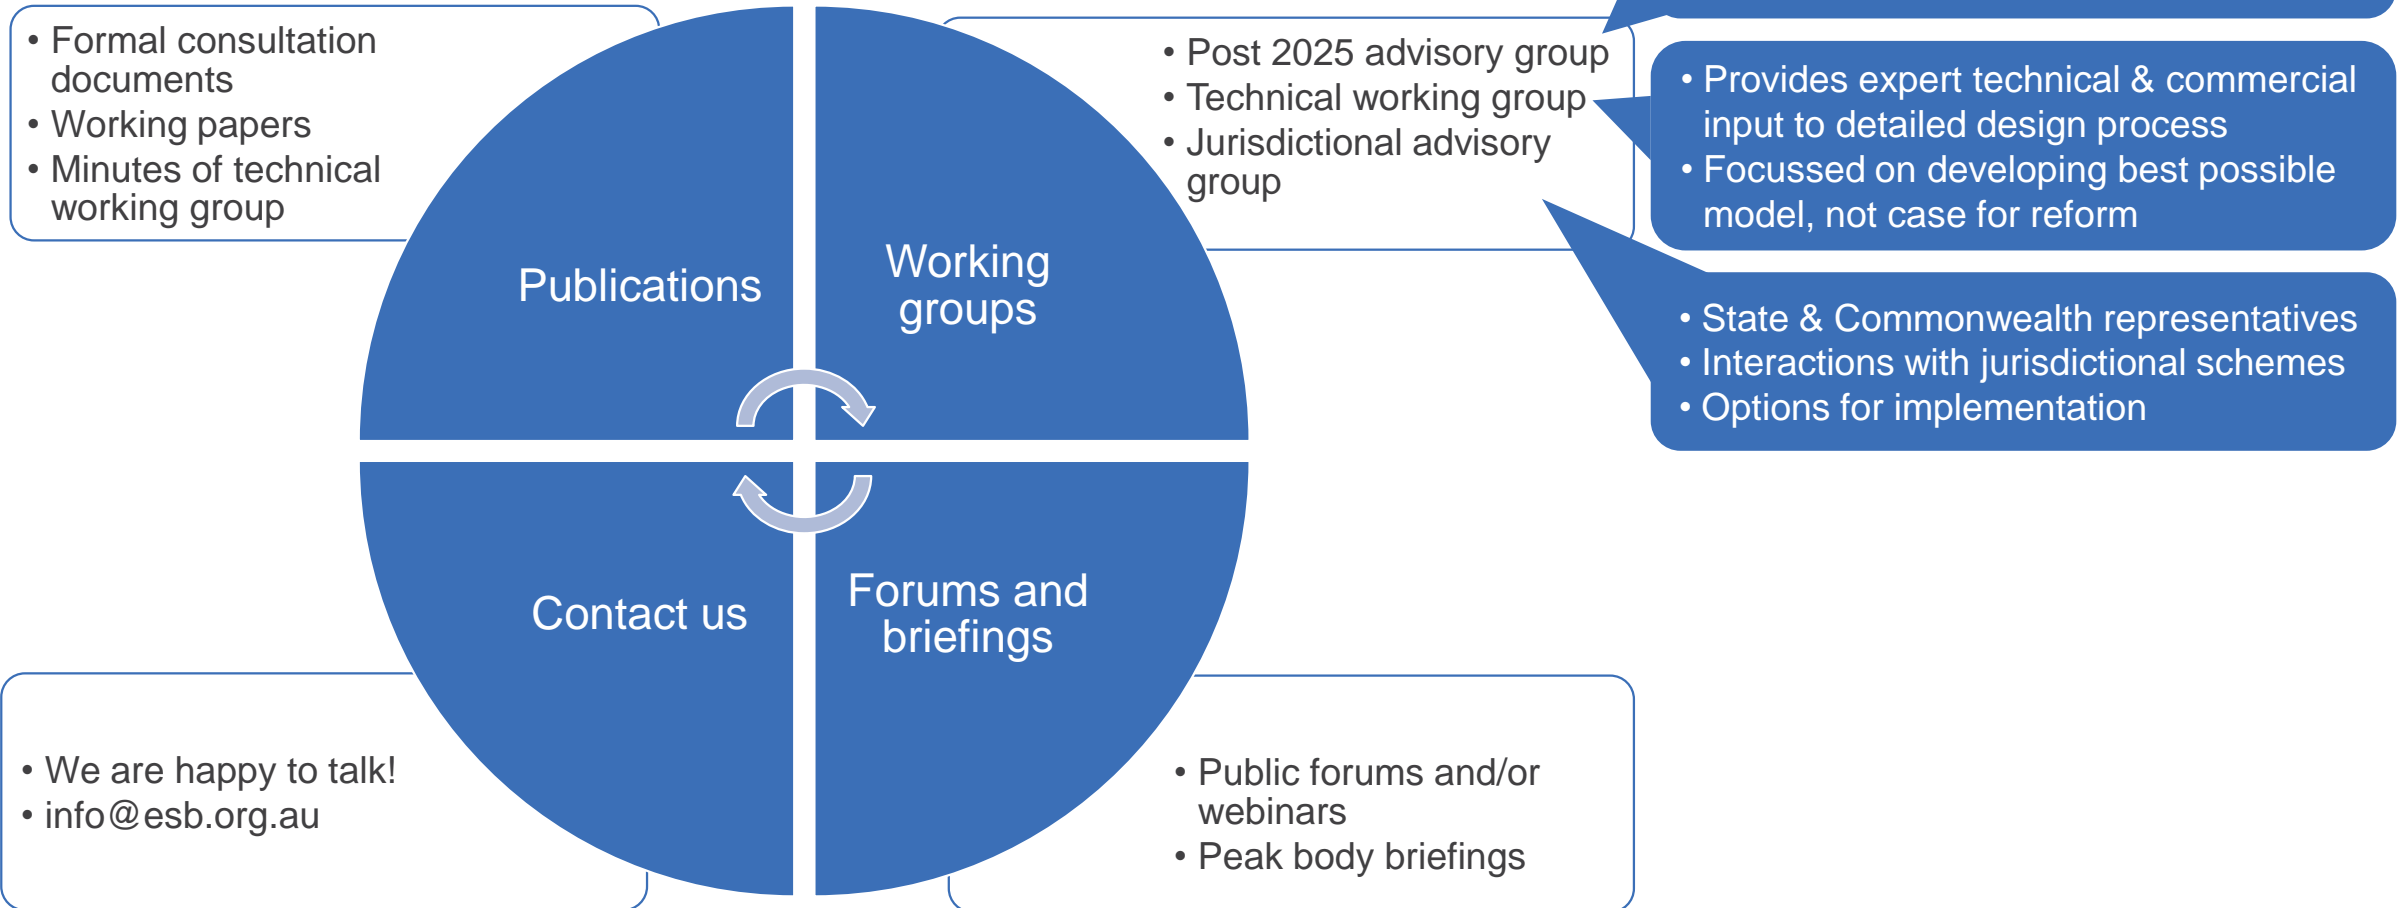 • Formal consultation
documents
• Working papers
• Minutes of technical
working group
Publications
Working
groups
• Post 2025 advisory group
• Technical working group
• Jurisdictional advisory
group
• Provides expert technical & commercial
input to detailed design process
• Focussed on developing best possible
model, not case for reform
• State & Commonwealth representatives
• Interactions with jurisdictional schemes
• Options for implementation
Contact us
Forums and
briefings
• We are happy to talk!
• info@esb.org.au
• Public forums and/or
webinars
• Peak body briefings